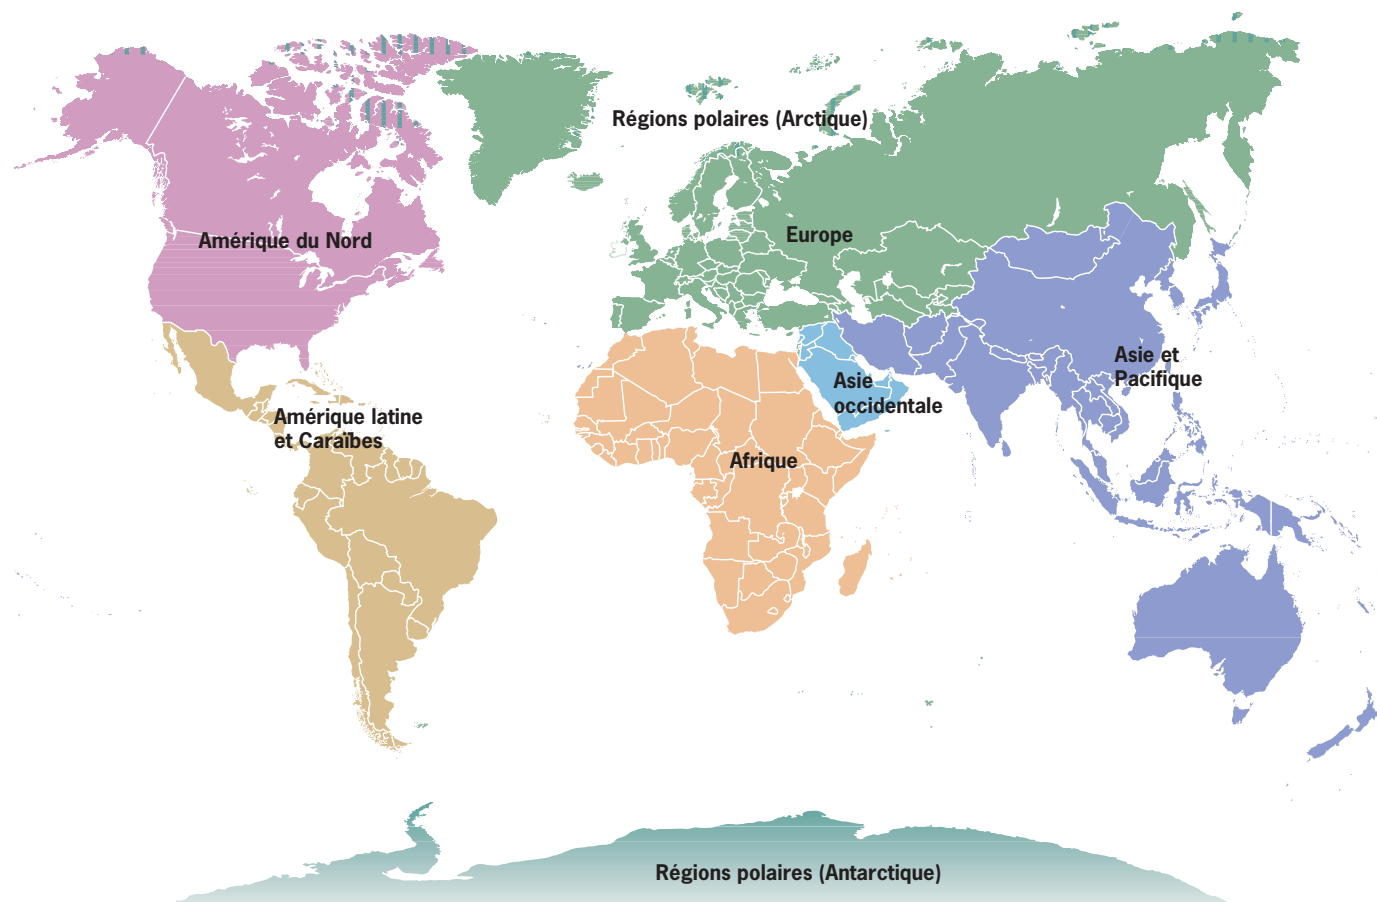 Régions polaires (Arctique)
Amérique du Nord
Europe
Asie et
Pacifique
Asie
occidentale
Amérique latine
et Caraïbes
Afrique
Régions polaires (Antarctique)